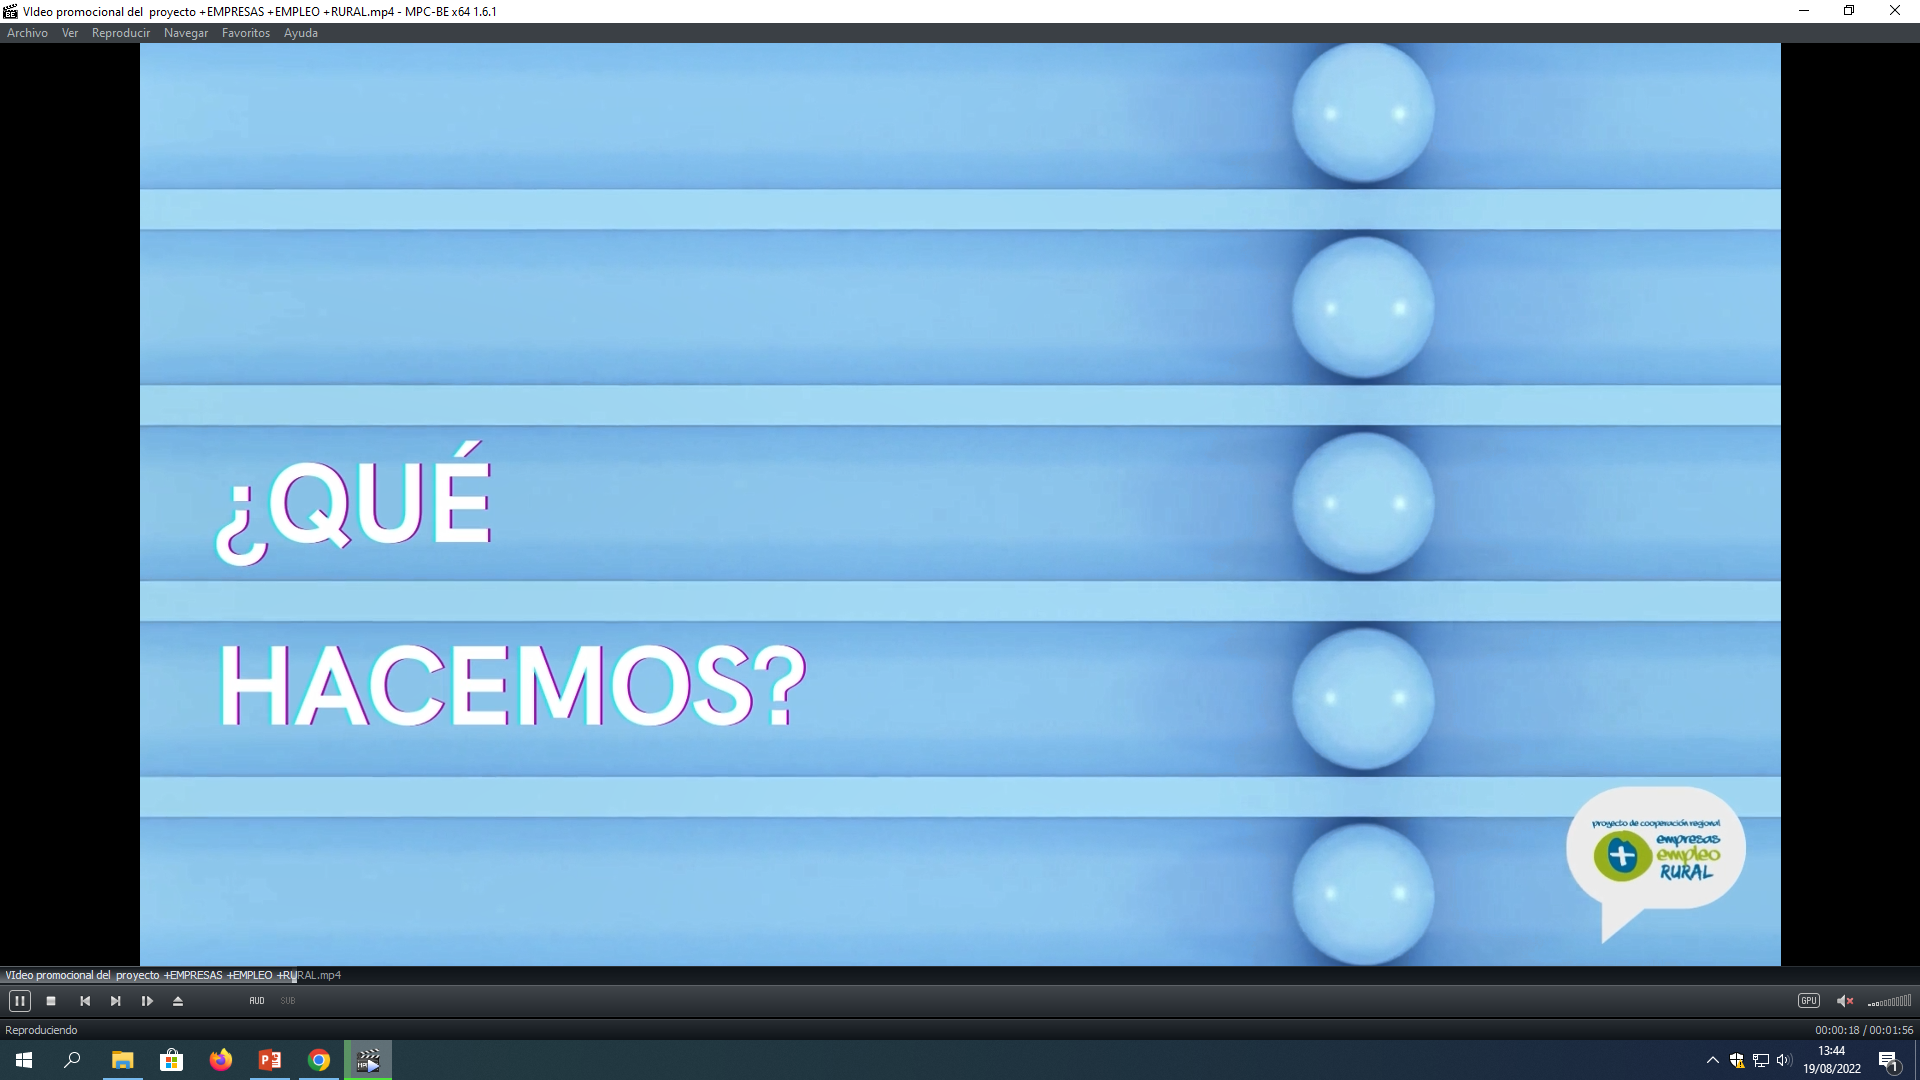 VIdeo promocional del  proyecto +EMPRESAS +EMPLEO +RURAL.mp4 - MPC-BE x64 1.6.1
Archivo Ver Reproducir Navegar Favoritos Ayuda
¿QUÉ
HACEMOS?
proyecto de cooperación regional
+ empresas
empleo
RURAL
VIdeo promocional del  proyecto +EMPRESAS +EMPLEO +RURAL.mp4
AUD SUB
GPU
Reproduciendo
00:00:18 / 00:01:56
13:44
19/08/2022
1